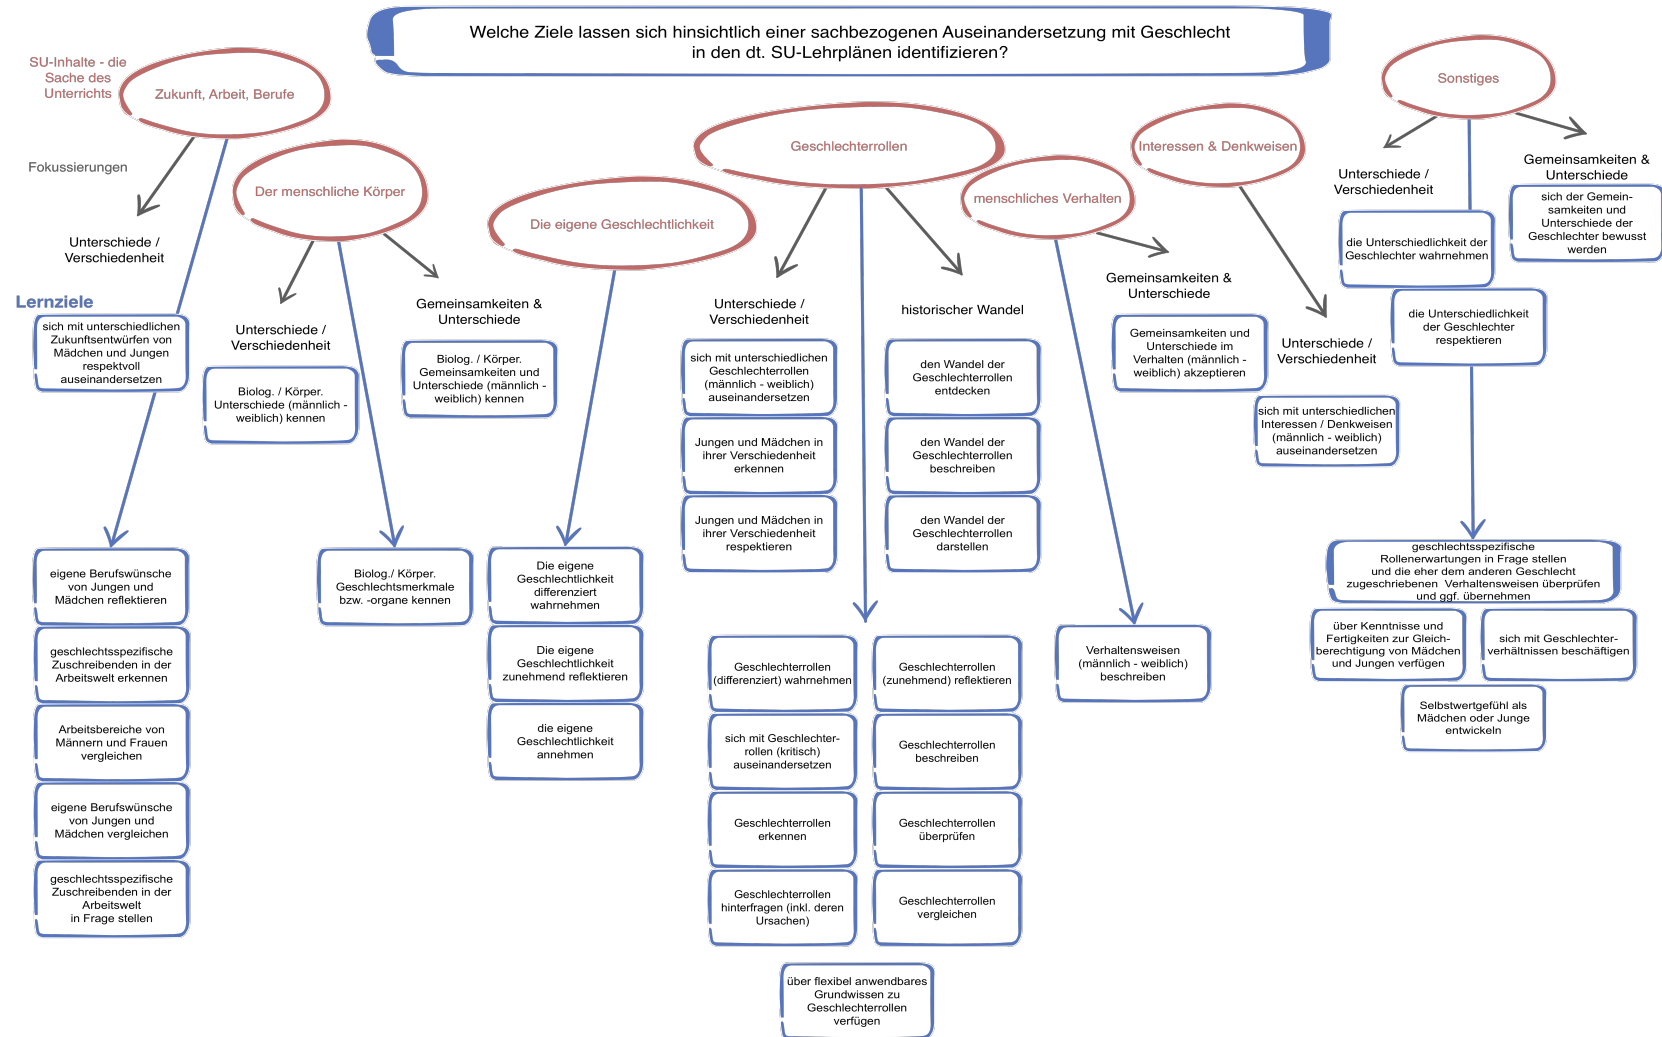 Welche Ziele lassen sich hinsichtlich einer sachbezogenen Auseinandersetzung mit Geschlecht
in den dt. SU-Lehrplänen identifizieren?
SU-Inhalte - die
Sache des
Unterrichts
Fokussierungen
Lernziele
Zukunft, Arbeit, Berufe
Unterschiede /
Verschiedenheit
sich mit unterschiedlichen
Zukunftsentwürfen von
Mädchen und Jungen
respektvoll
auseinandersetzen
eigene Berufswünsche
von Jungen und
Mädchen reflektieren
geschlechtsspezifische
Zuschreibenden in der
Arbeitswelt erkennen
Arbeitsbereiche von
Männern und Frauen
vergleichen
eigene Berufswünsche
von Jungen und
Mädchen vergleichen
geschlechtsspezifische
Zuschreibenden in der
Arbeitswelt
in Frage stellen
Der menschliche Körper
Unterschiede /
Verschiedenheit
Biolog. / Körper.
Unterschiede (männlich -
weiblich) kennen
Gemeinsamkeiten &
Unterschiede
Biolog. / Körper.
Gemeinsamkeiten und
Unterschiede (männlich -
weiblich) kennen
Biolog./ Körper.
Geschlechtsmerkmale
bzw. -organe kennen
Die eigene Geschlechtlichkeit
Die eigene
Geschlechtlichkeit
differenziert
wahrnehmen
Die eigene
Geschlechtlichkeit
zunehmend reflektieren
die eigene
Geschlechtlichkeit
annehmen
Geschlechterrollen
Unterschiede /
Verschiedenheit
sich mit unterschiedlichen
Geschlechterrollen
(männlich - weiblich)
auseinandersetzen
Jungen und Mädchen in
ihrer Verschiedenheit
erkennen
Jungen und Mädchen in
ihrer Verschiedenheit
respektieren
historischer Wandel
den Wandel der
Geschlechterrollen
entdecken
den Wandel der
Geschlechterrollen
beschreiben
den Wandel der
Geschlechterrollen
darstellen
Geschlechterrollen
(differenziert) wahrnehmen
Geschlechterrollen
(zunehmend) reflektieren
sich mit Geschlechter-
rollen (kritisch)
auseinandersetzen
Geschlechterrollen
beschreiben
Geschlechterrollen
erkennen
Geschlechterrollen
überprüfen
Geschlechterrollen
hinterfragen (inkl. deren
Ursachen)
Geschlechterrollen
vergleichen
über flexibel anwendbares
Grundwissen zu
Geschlechterrollen
verfügen
menschliches Verhalten
Gemeinsamkeiten &
Unterschiede
Gemeinsamkeiten und
Unterschiede im
Verhalten (männlich -
weiblich) akzeptieren
Verhaltensweisen
(männlich - weiblich)
beschreiben
Interessen & Denkweisen
Unterschiede /
Verschiedenheit
sich mit unterschiedlichen
Interessen / Denkweisen
(männlich - weiblich)
auseinandersetzen
Sonstiges
Unterschiede /
Verschiedenheit
die Unterschiedlichkeit der
Geschlechter wahrnehmen
die Unterschiedlichkeit
der Geschlechter
respektieren
Gemeinsamkeiten &
Unterschiede
sich der Gemein-
samkeiten und
Unterschiede der
Geschlechter bewusst
werden
geschlechtsspezifische
Rollenerwartungen in Frage stellen
und die eher dem anderen Geschlecht
zugeschriebenen Verhaltensweisen überprüfen
und ggf. übernehmen
über Kenntnisse und
Fertigkeiten zur Gleich-
berechtigung von Mädchen
und Jungen verfügen
sich mit Geschlechter-
verhältnissen beschäftigen
Selbstwertgefühl als
Mädchen oder Junge
entwickeln